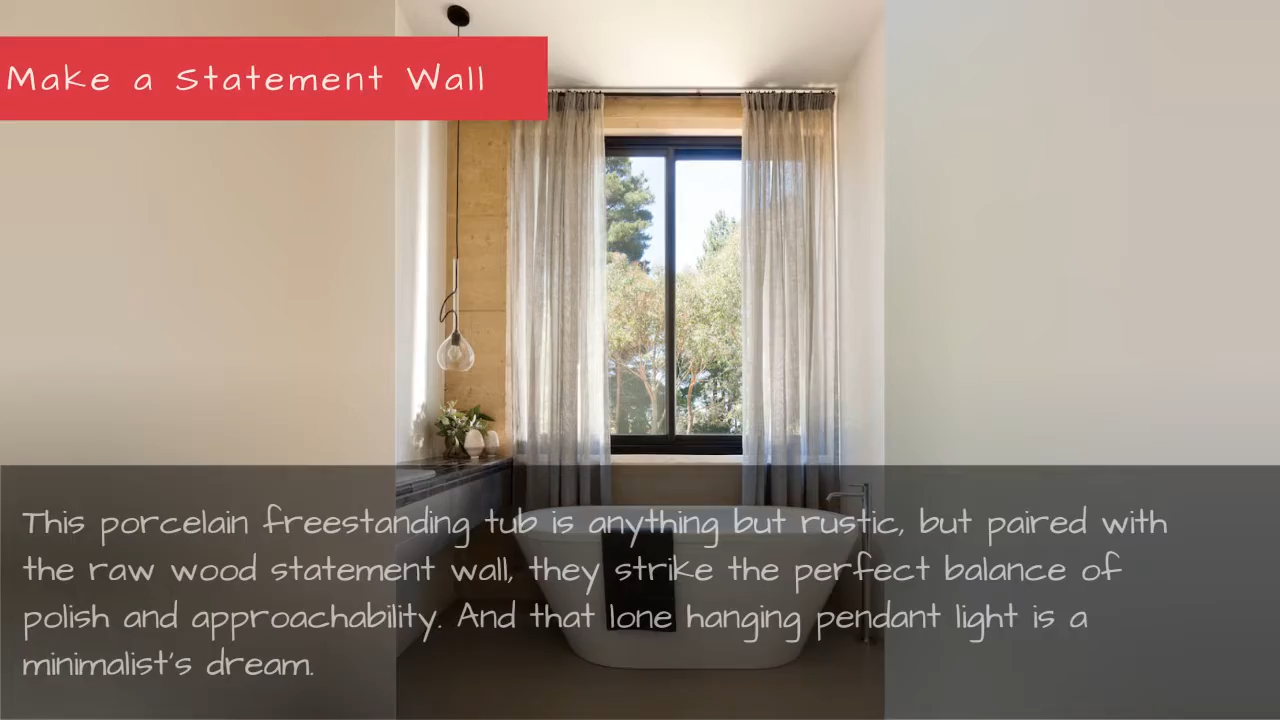 Make a Statement Wall
This porcelain freestanding tub is anything but rustic, but paired with
the raw wood statement wall, they strike the perfect balance of
polish and approachability. And that lone hanging pendant light is a
minimalist's dream.